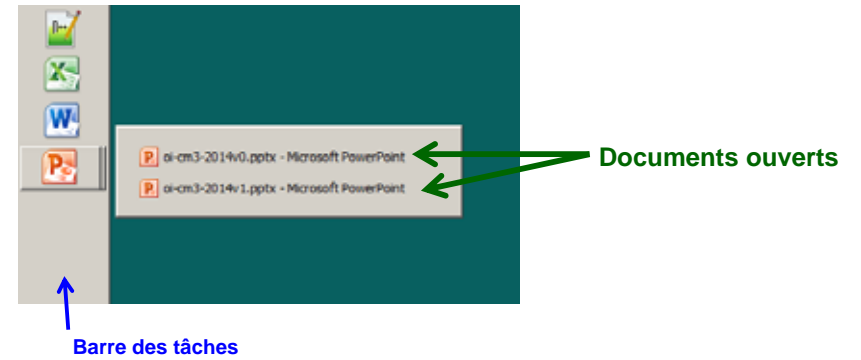 oi-cm3-2014v0.pptx - Microsoft PowerPoint
oi-cm3-2014v1.pptx - Microsoft PowerPoint
Documents ouverts
Barre des tâches